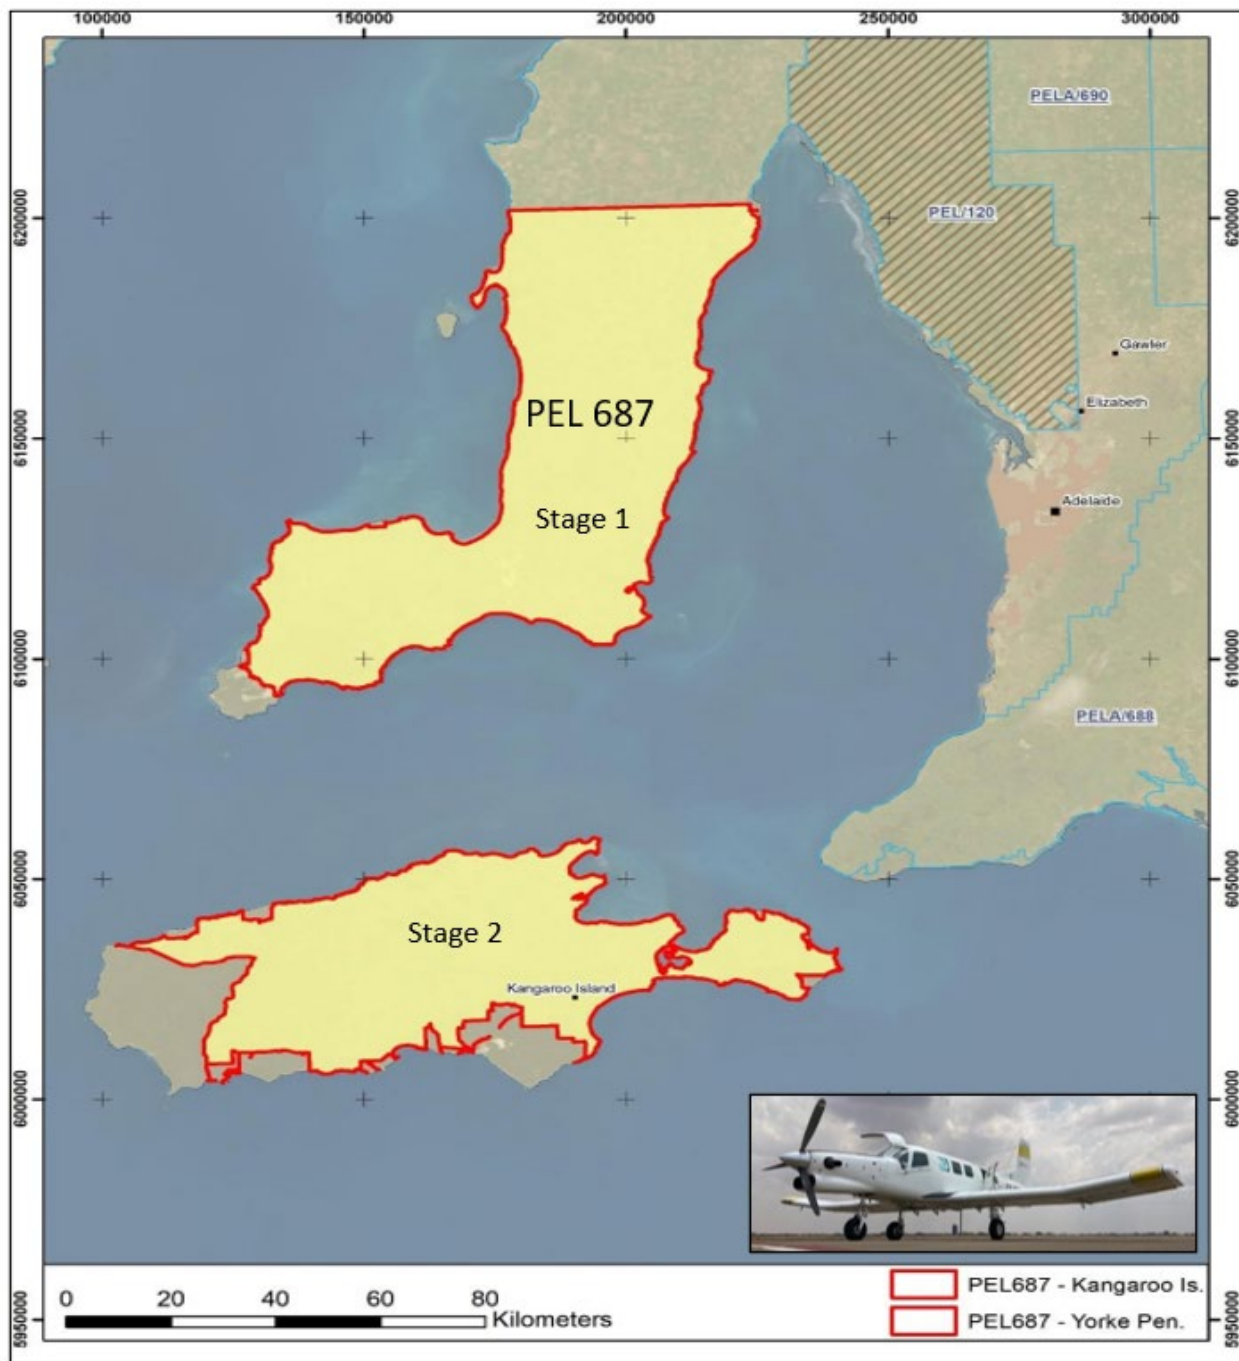 100000 150000 200000 250000 300000
PELA/690
6200000 6200000
PEL/120
Gawler
PEL 687
Elizabeth
6150000 6150000
Stage 1
Adelaide
6100000 6100000
PELA/688
6050000 6050000
Stage 2
Kangaroo Island
6000000 6000000
0 20 40 60 80
Kilometers
PEL687 - Kangaroo Is.
PEL687 - Yorke Pen.
5950000 5950000